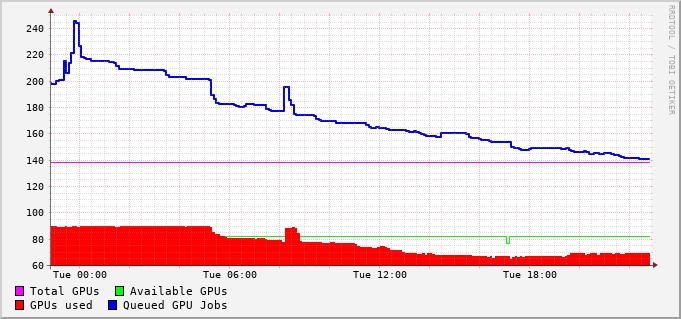 RRDTOOL / TOBI OETIKER
240
220
200
180
160
140
120
100
80
60
Tue 00:00 Tue 06:00 Tue 12:00 Tue 18:00
Total GPUs Available GPUs
GPUs used Queued GPU Jobs